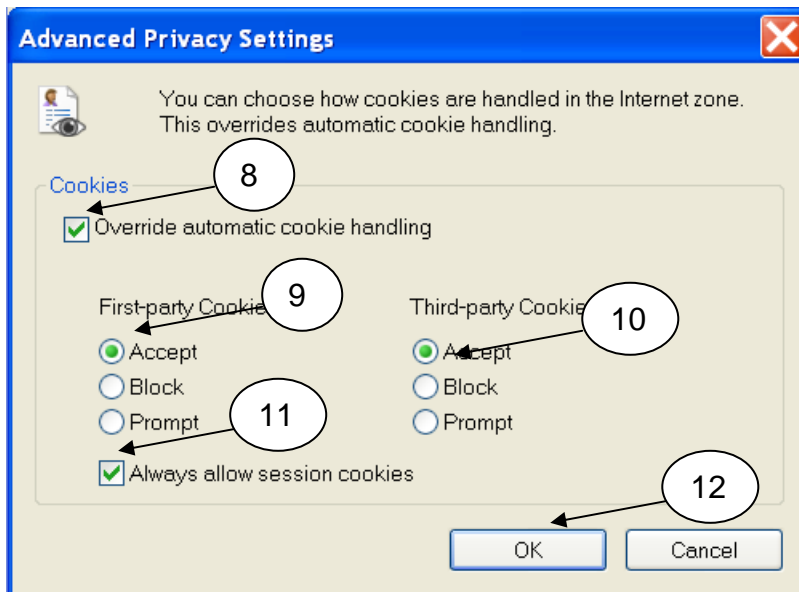 Advanced Privacy Settings
You can choose how cookies are handled in the Internet zone.
This overrides automatic cookie handling.
8
Cookies
Override automatic cookie handling
9
First-party Cookie
Third-party Cookie
10
Accept
Accept
Block
Block
11
Prompt
Prompt
Always allow session cookies
12
OK
Cancel